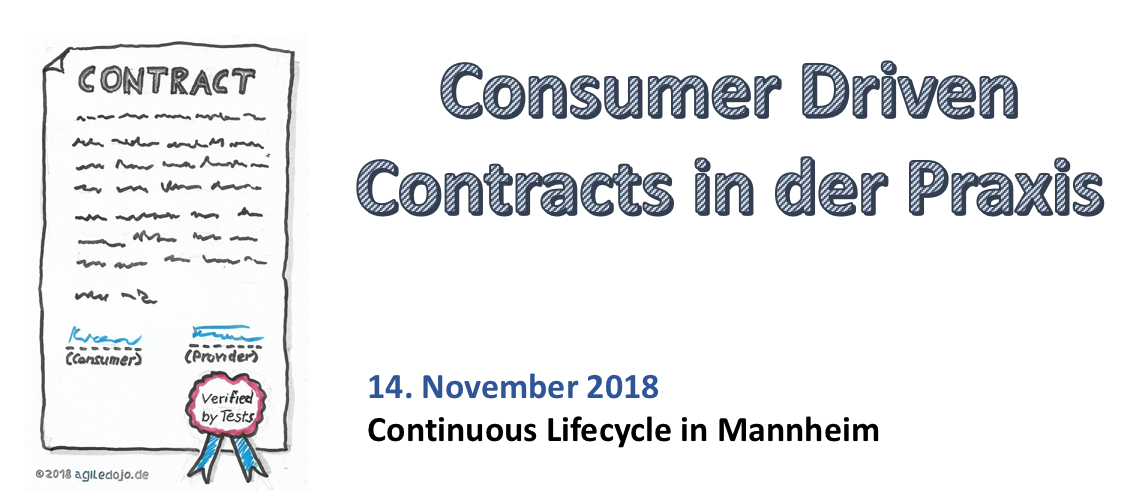 CONTRACT
(Consumer)
(Provider)
Verified
by Tests
©2018 agiledojo.de
Consumer Driven
Contracts in der Praxis
14. November 2018
Continuous Lifecycle in Mannheim